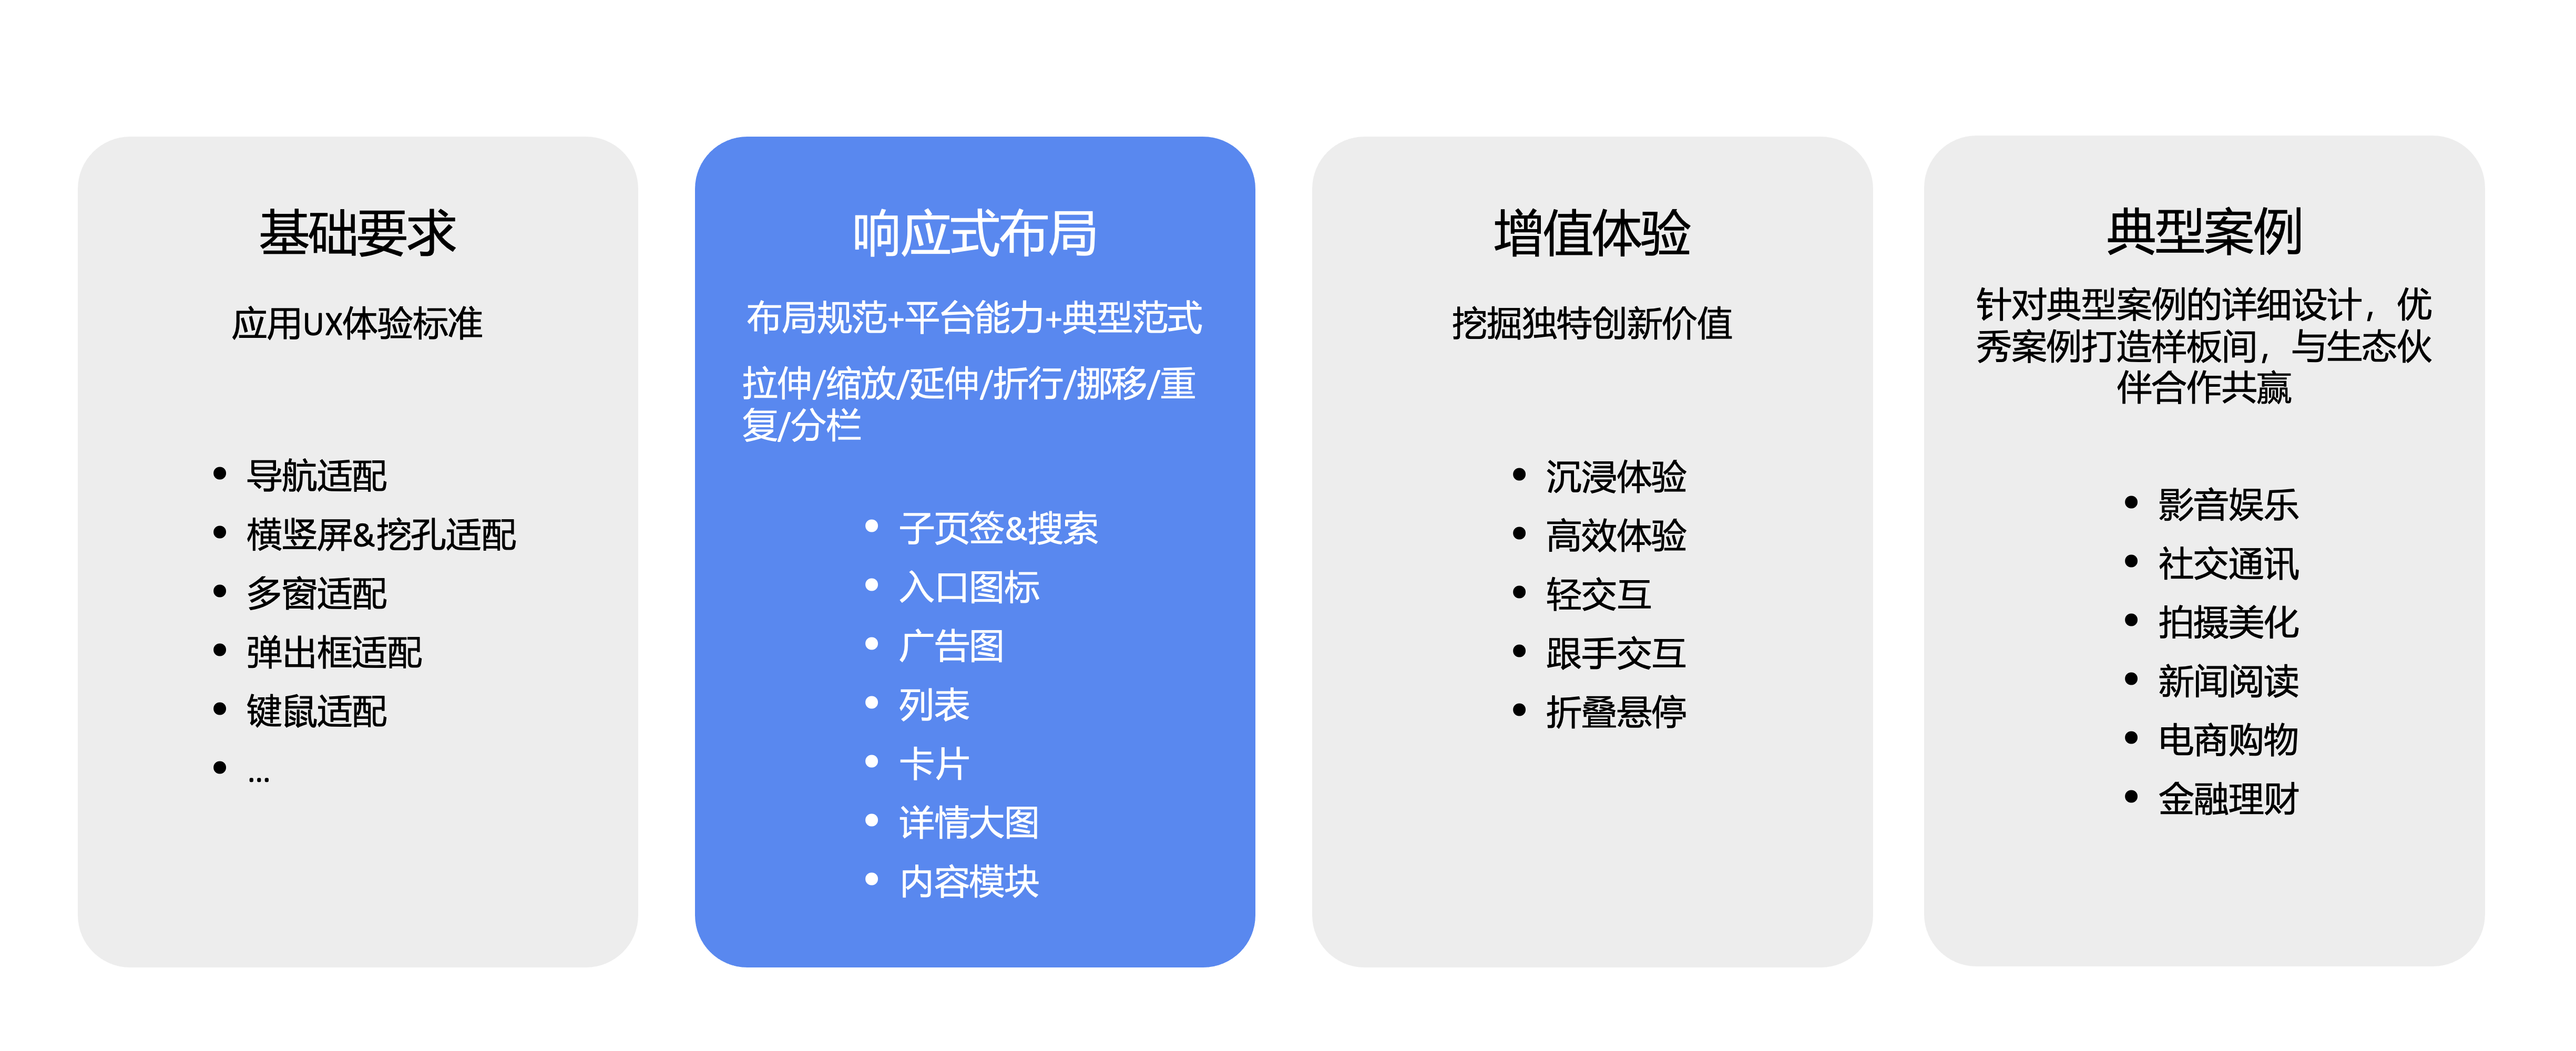 基础要求
应用UX体验标准
• 导航适配
• 横竖屏&挖孔适配
• 多窗适配
• 弹出框适配
• 键鼠适配
• ...
响应式布局
布局规范+平台能力+典型范式
拉伸/缩放/延伸/折行/挪移/重
复/分栏
• 子页签&搜索
• 入口图标
• 广告图
• 列表
• 卡片
• 详情大图
• 内容模块
增值体验
挖掘独特创新价值
• 沉浸体验
• 高效体验
• 轻交互
• 跟手交互
• 折叠悬停
典型案例
针对典型案例的详细设计，优
秀案例打造样板间，与生态伙
伴合作共赢
• 影音娱乐
• 社交通讯
• 拍摄美化
• 新闻阅读
• 电商购物
• 金融理财